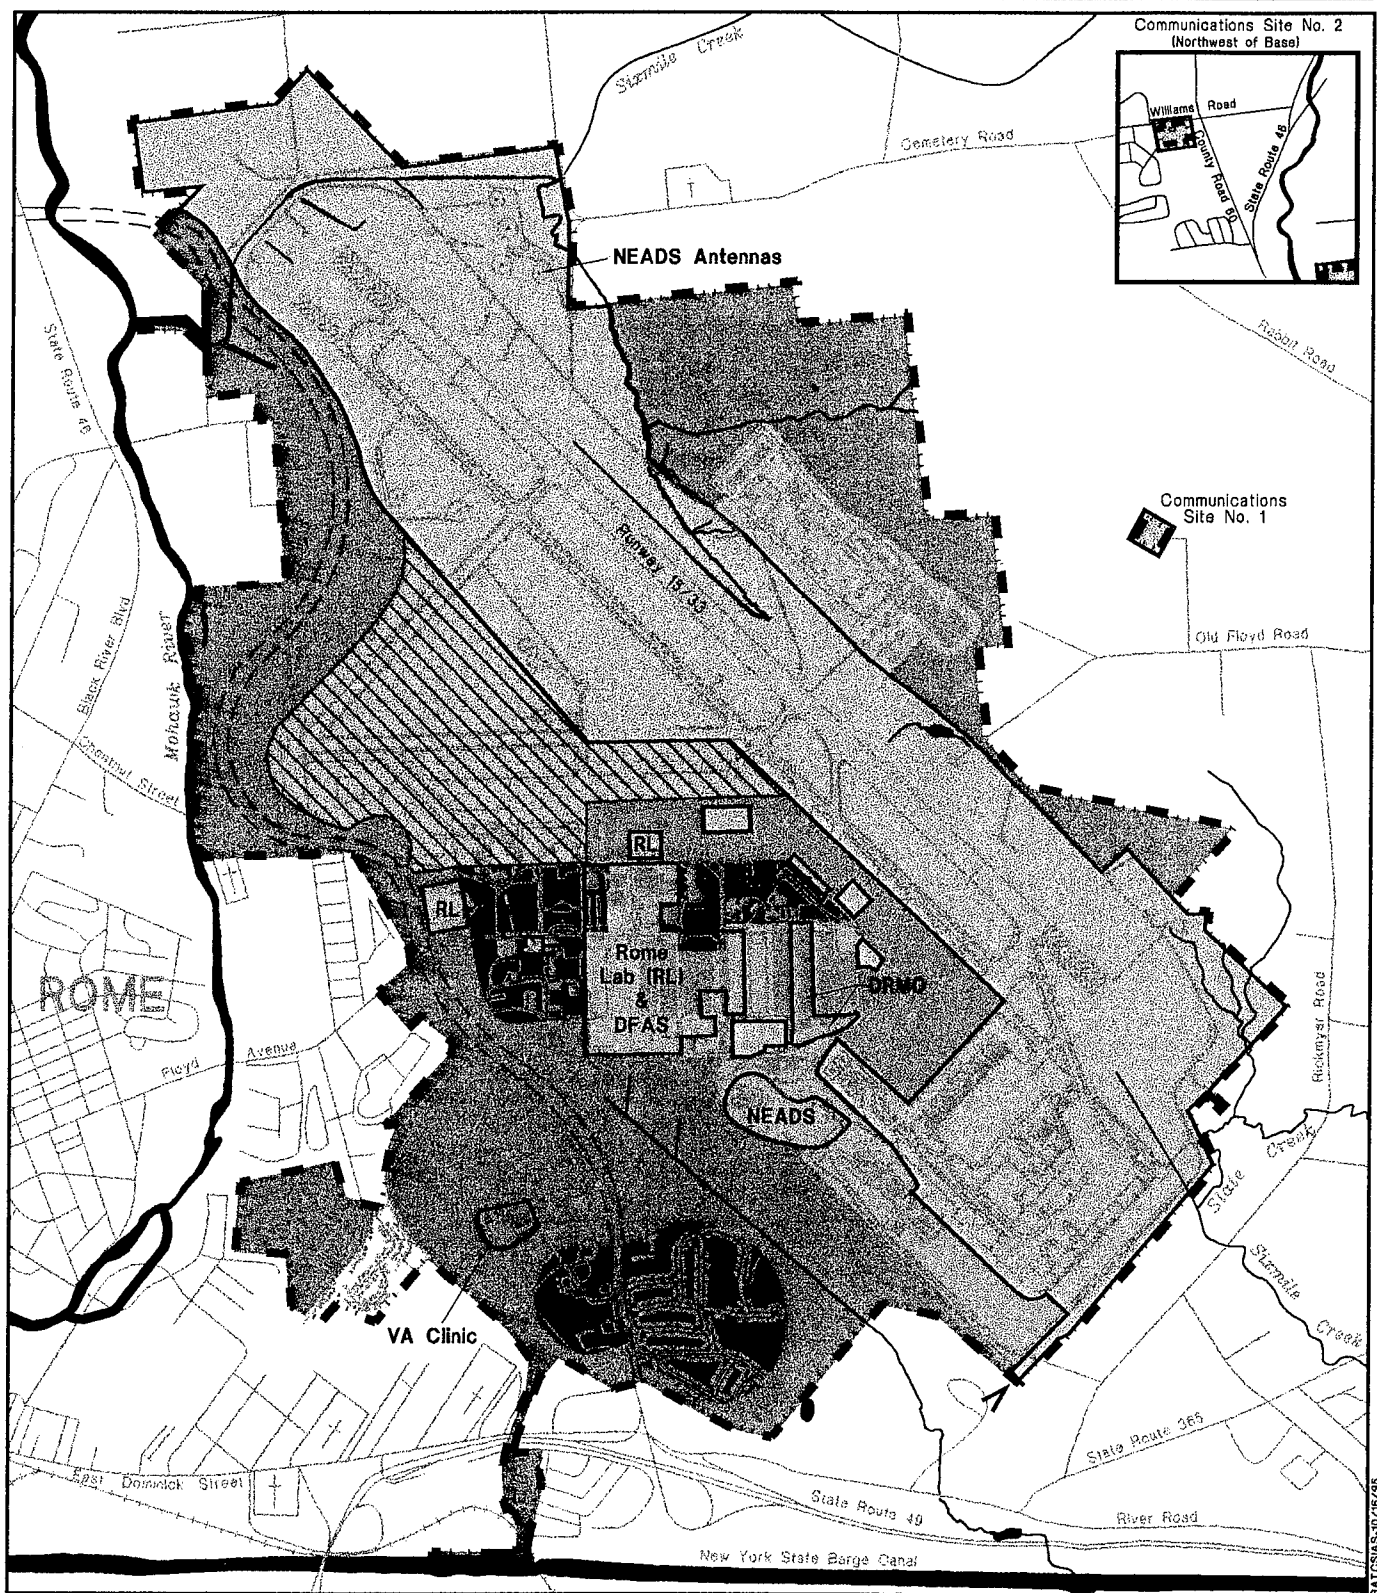 Communications Site No. 2
(Northwest of Base)
Williams Road
County Road 60
State Route 46
Sixmile Creek
Cemetery Road
NEADS Antennas
Rabbit Road
State Route 46
Communications
Site No. 1
Runway 15/33
Old Floyd Road
Black River Blvd
Mohawk River
Chestnut Street
RL
RL
Rome
Lab (RL)
&
DFAS
DRMO
ROME
Floyd Avenue
Rickmyer Road
NEADS
Slate Creek
Sixmile Creek
VA Clinic
State Route 365
East Dominick Street
State Route 49
River Road
New York State Barge Canal